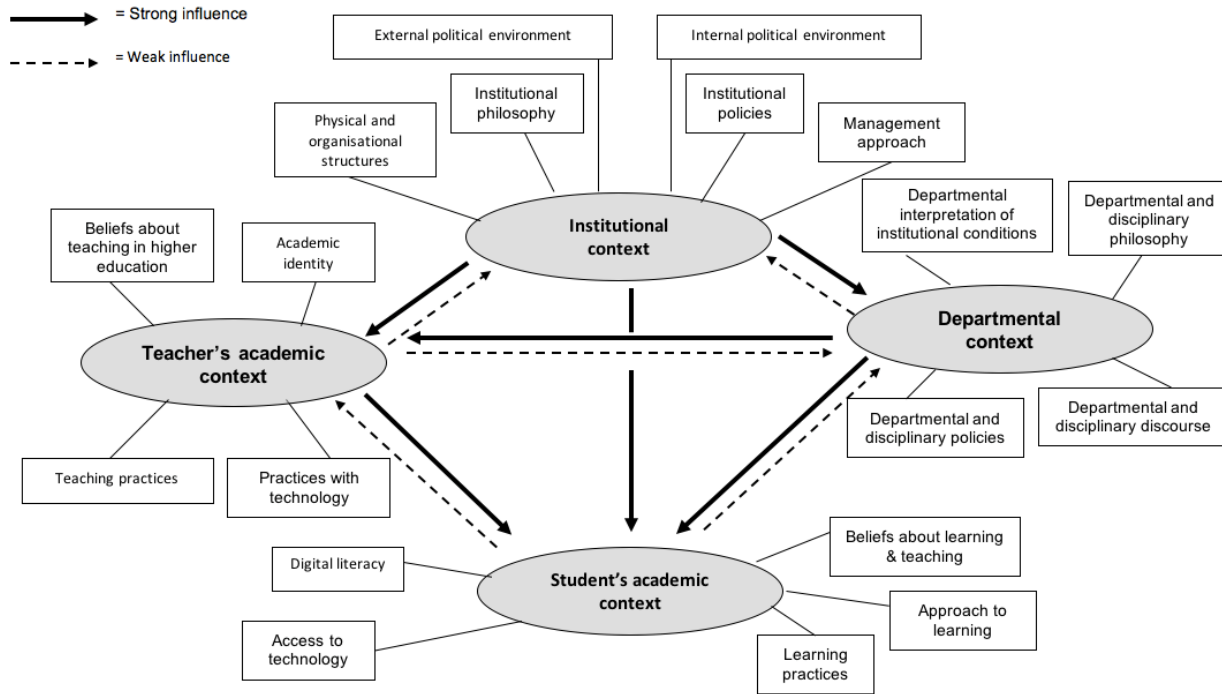 = Strong influence
= Weak influence
External political environment
Internal political environment
Institutional
philosophy
Institutional
policies
Physical and
organisational
structures
Management
approach
Departmental
interpretation of
institutional conditions
Departmental and
disciplinary
philosophy
Beliefs about
teaching in higher
education
Academic
identity
Institutional
context
Teacher's academic
context
Departmental
context
Departmental and
disciplinary policies
Departmental and
disciplinary discourse
Teaching practices
Practices with
technology
Digital literacy
Student's academic
context
Beliefs about learning
& teaching
Access to
technology
Approach to
learning
Learning
practices